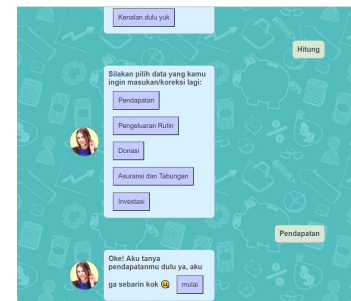 Kenalan dulu yuk
Hitung
Silakan pilih data yang kamu
ingin masukan/koreksi lagi:
Pendapatan
Pengeluaran Rutin
Donasi
Asuransi dan Tabungan
Investasi
Pendapatan
Oke! Aku tanya
pendapatanmu dulu ya, aku
ga sebarin kok 🤐 mulai